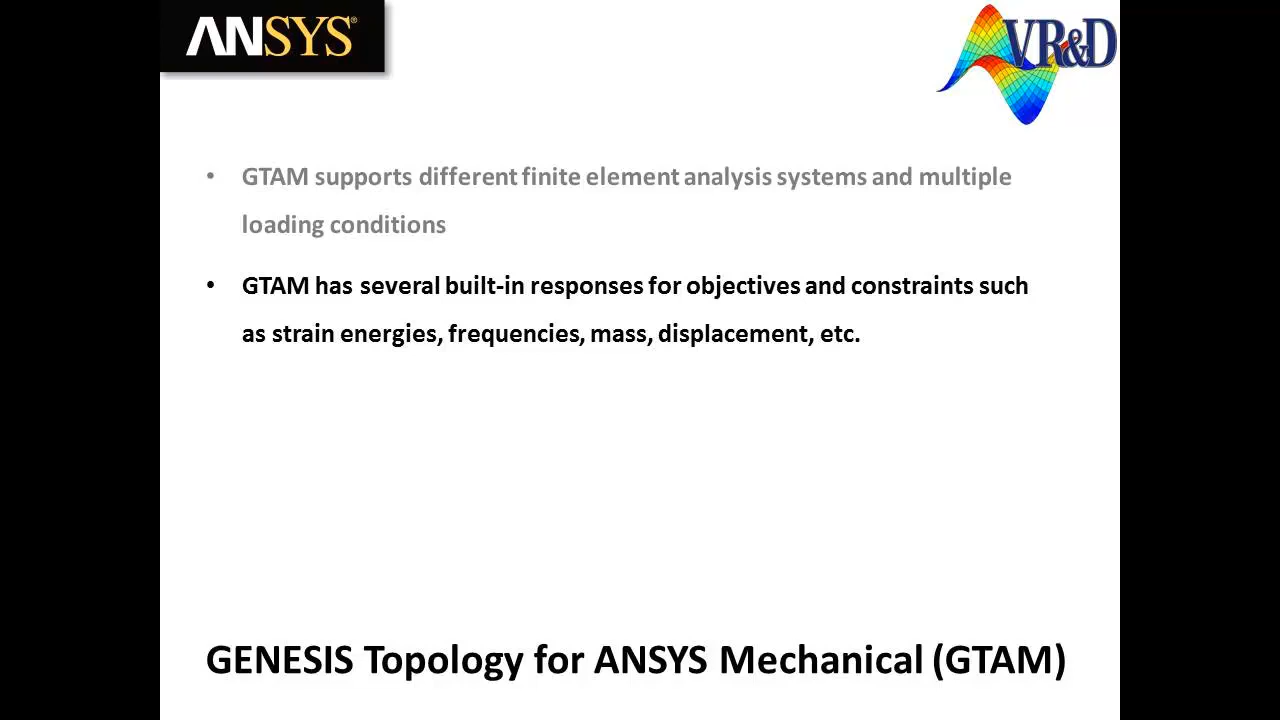 ANSYS®
VR&D
• GTAM supports different finite element analysis systems and multiple
loading conditions
• GTAM has several built-in responses for objectives and constraints such
as strain energies, frequencies, mass, displacement, etc.
GENESIS Topology for ANSYS Mechanical (GTAM)